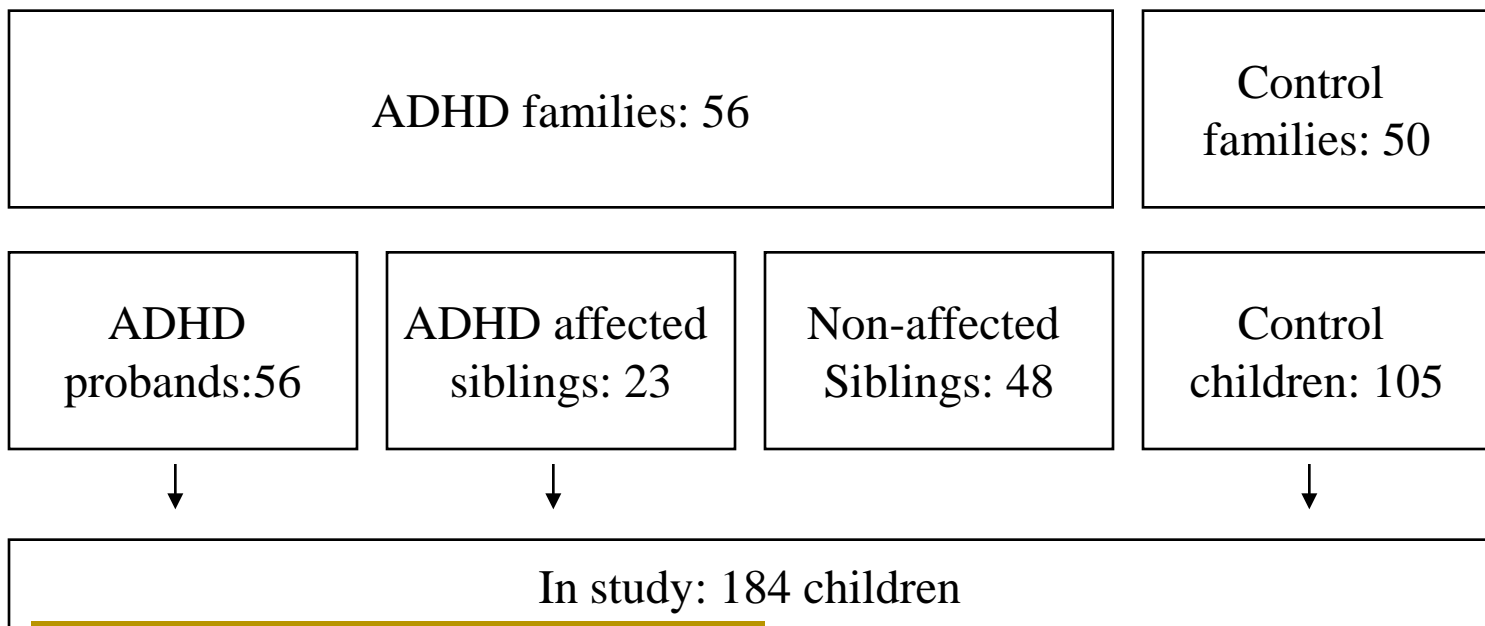 ADHD families: 56
Control
families: 50
ADHD
probands:56
ADHD affected
siblings: 23
Non-affected
Siblings: 48
Control
children: 105
In study: 184 children